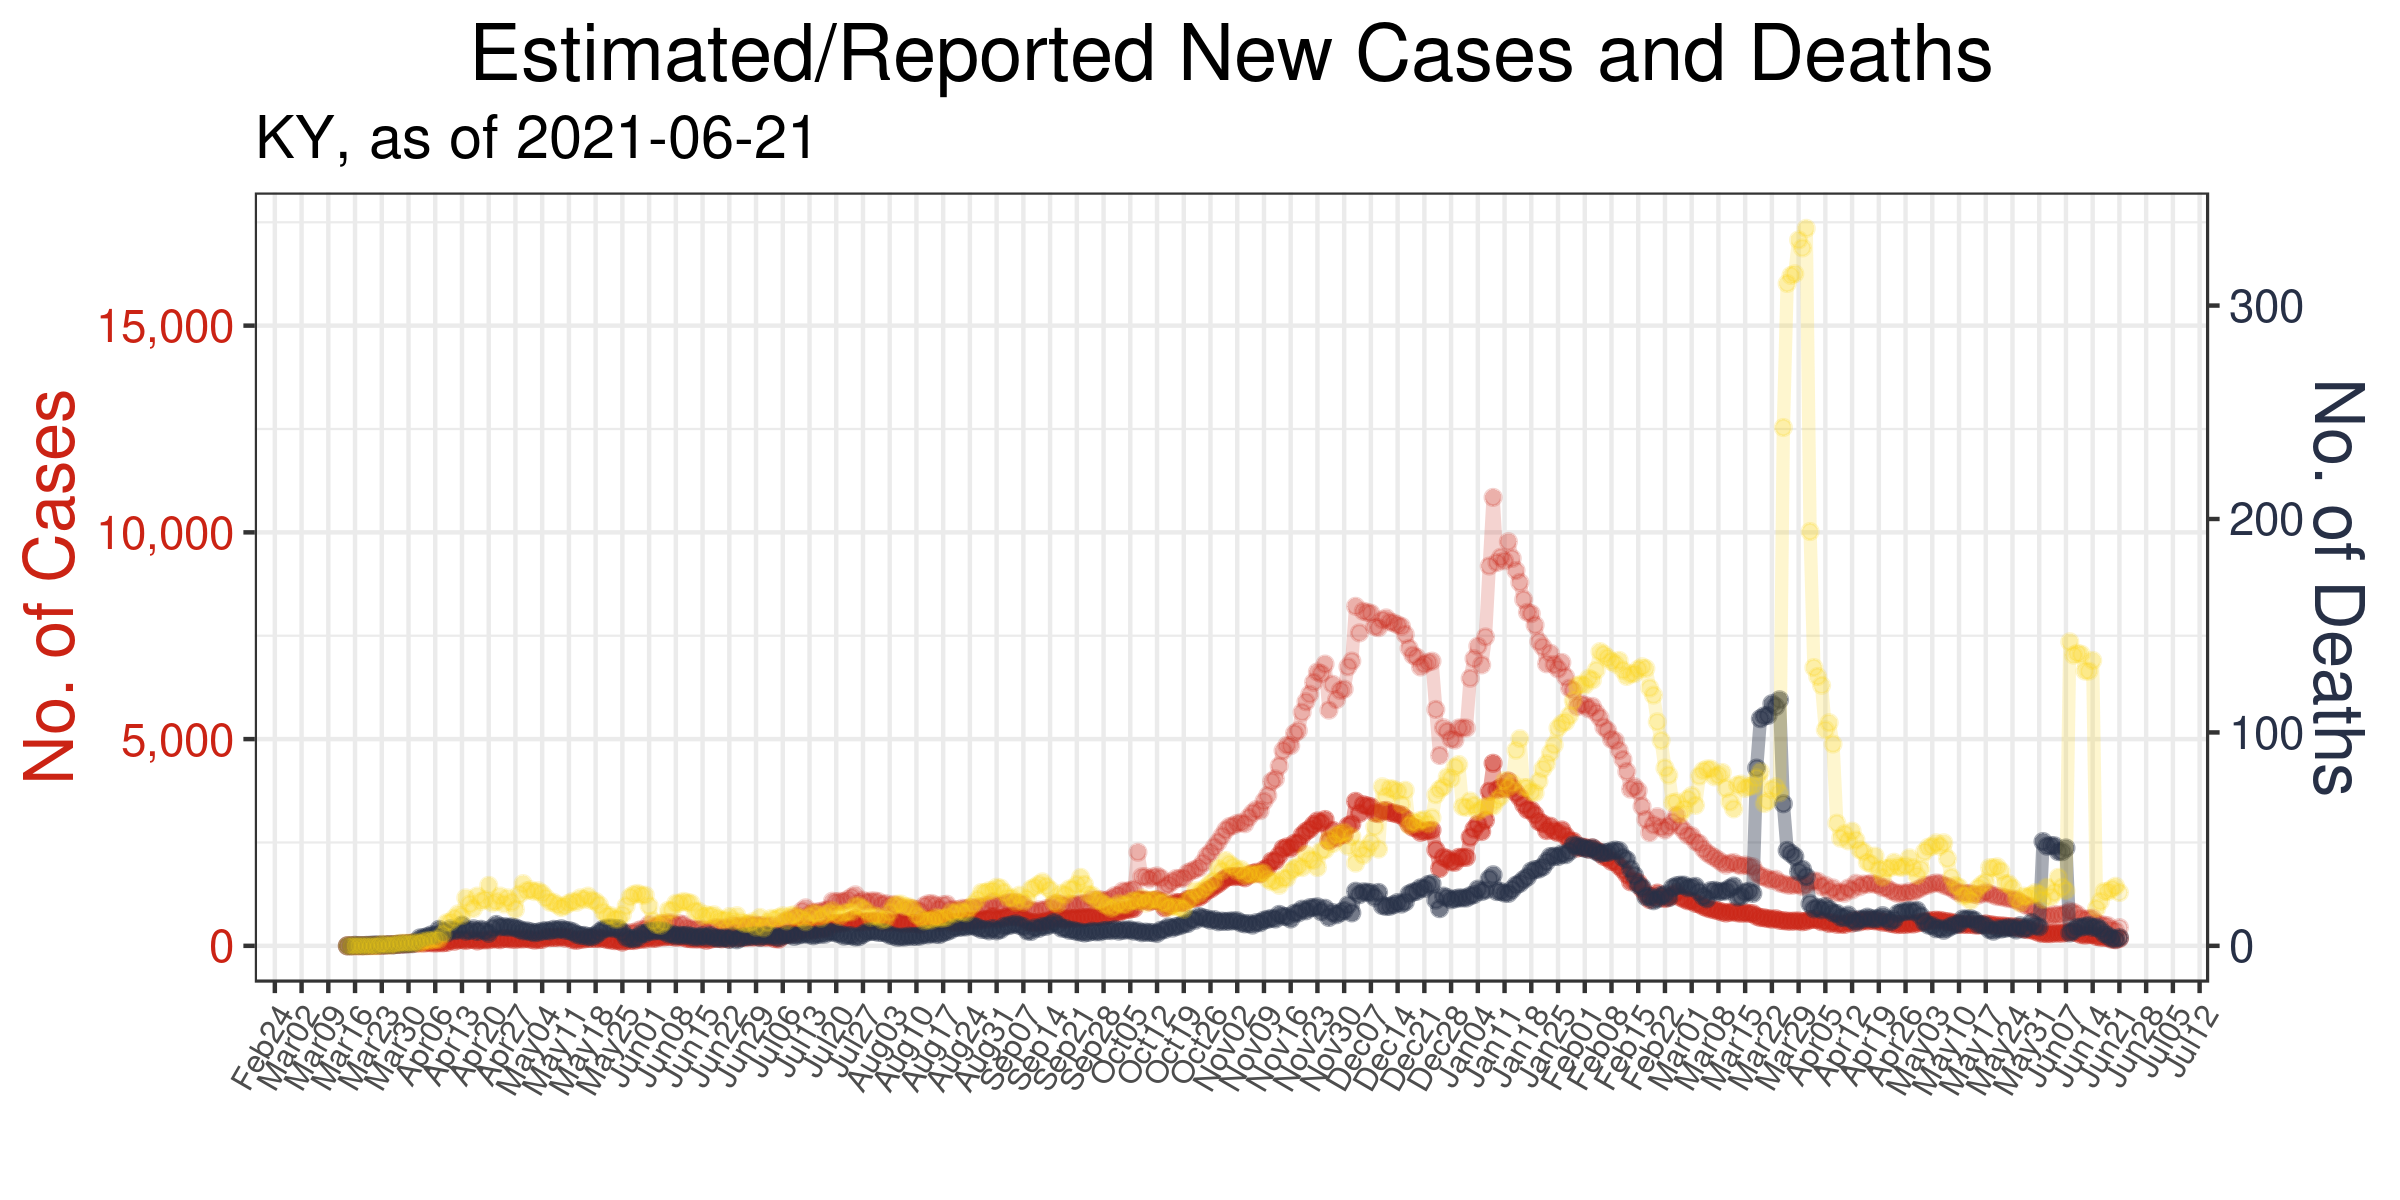 Estimated/Reported New Cases and Deaths
KY, as of 2021-06-21
No. of Cases
15,000
10,000
5,000
0
300
200
100
0
No. of Deaths
Feb24
Mar02
Mar09
Mar16
Mar23
Mar30
Apr06
Apr13
Apr20
Apr27
May04
May11
May18
May25
Jun01
Jun08
Jun15
Jun22
Jun29
Jul06
Jul13
Jul20
Jul27
Aug03
Aug10
Aug17
Aug24
Aug31
Sep07
Sep14
Sep21
Sep28
Oct05
Oct12
Oct19
Oct26
Nov02
Nov09
Nov16
Nov23
Nov30
Dec07
Dec14
Dec21
Dec28
Jan04
Jan11
Jan18
Jan25
Feb01
Feb08
Feb15
Feb22
Mar01
Mar08
Mar15
Mar22
Mar29
Apr05
Apr12
Apr19
Apr26
May03
May10
May17
May24
May31
Jun07
Jun14
Jun21
Jun28
Jul05
Jul12